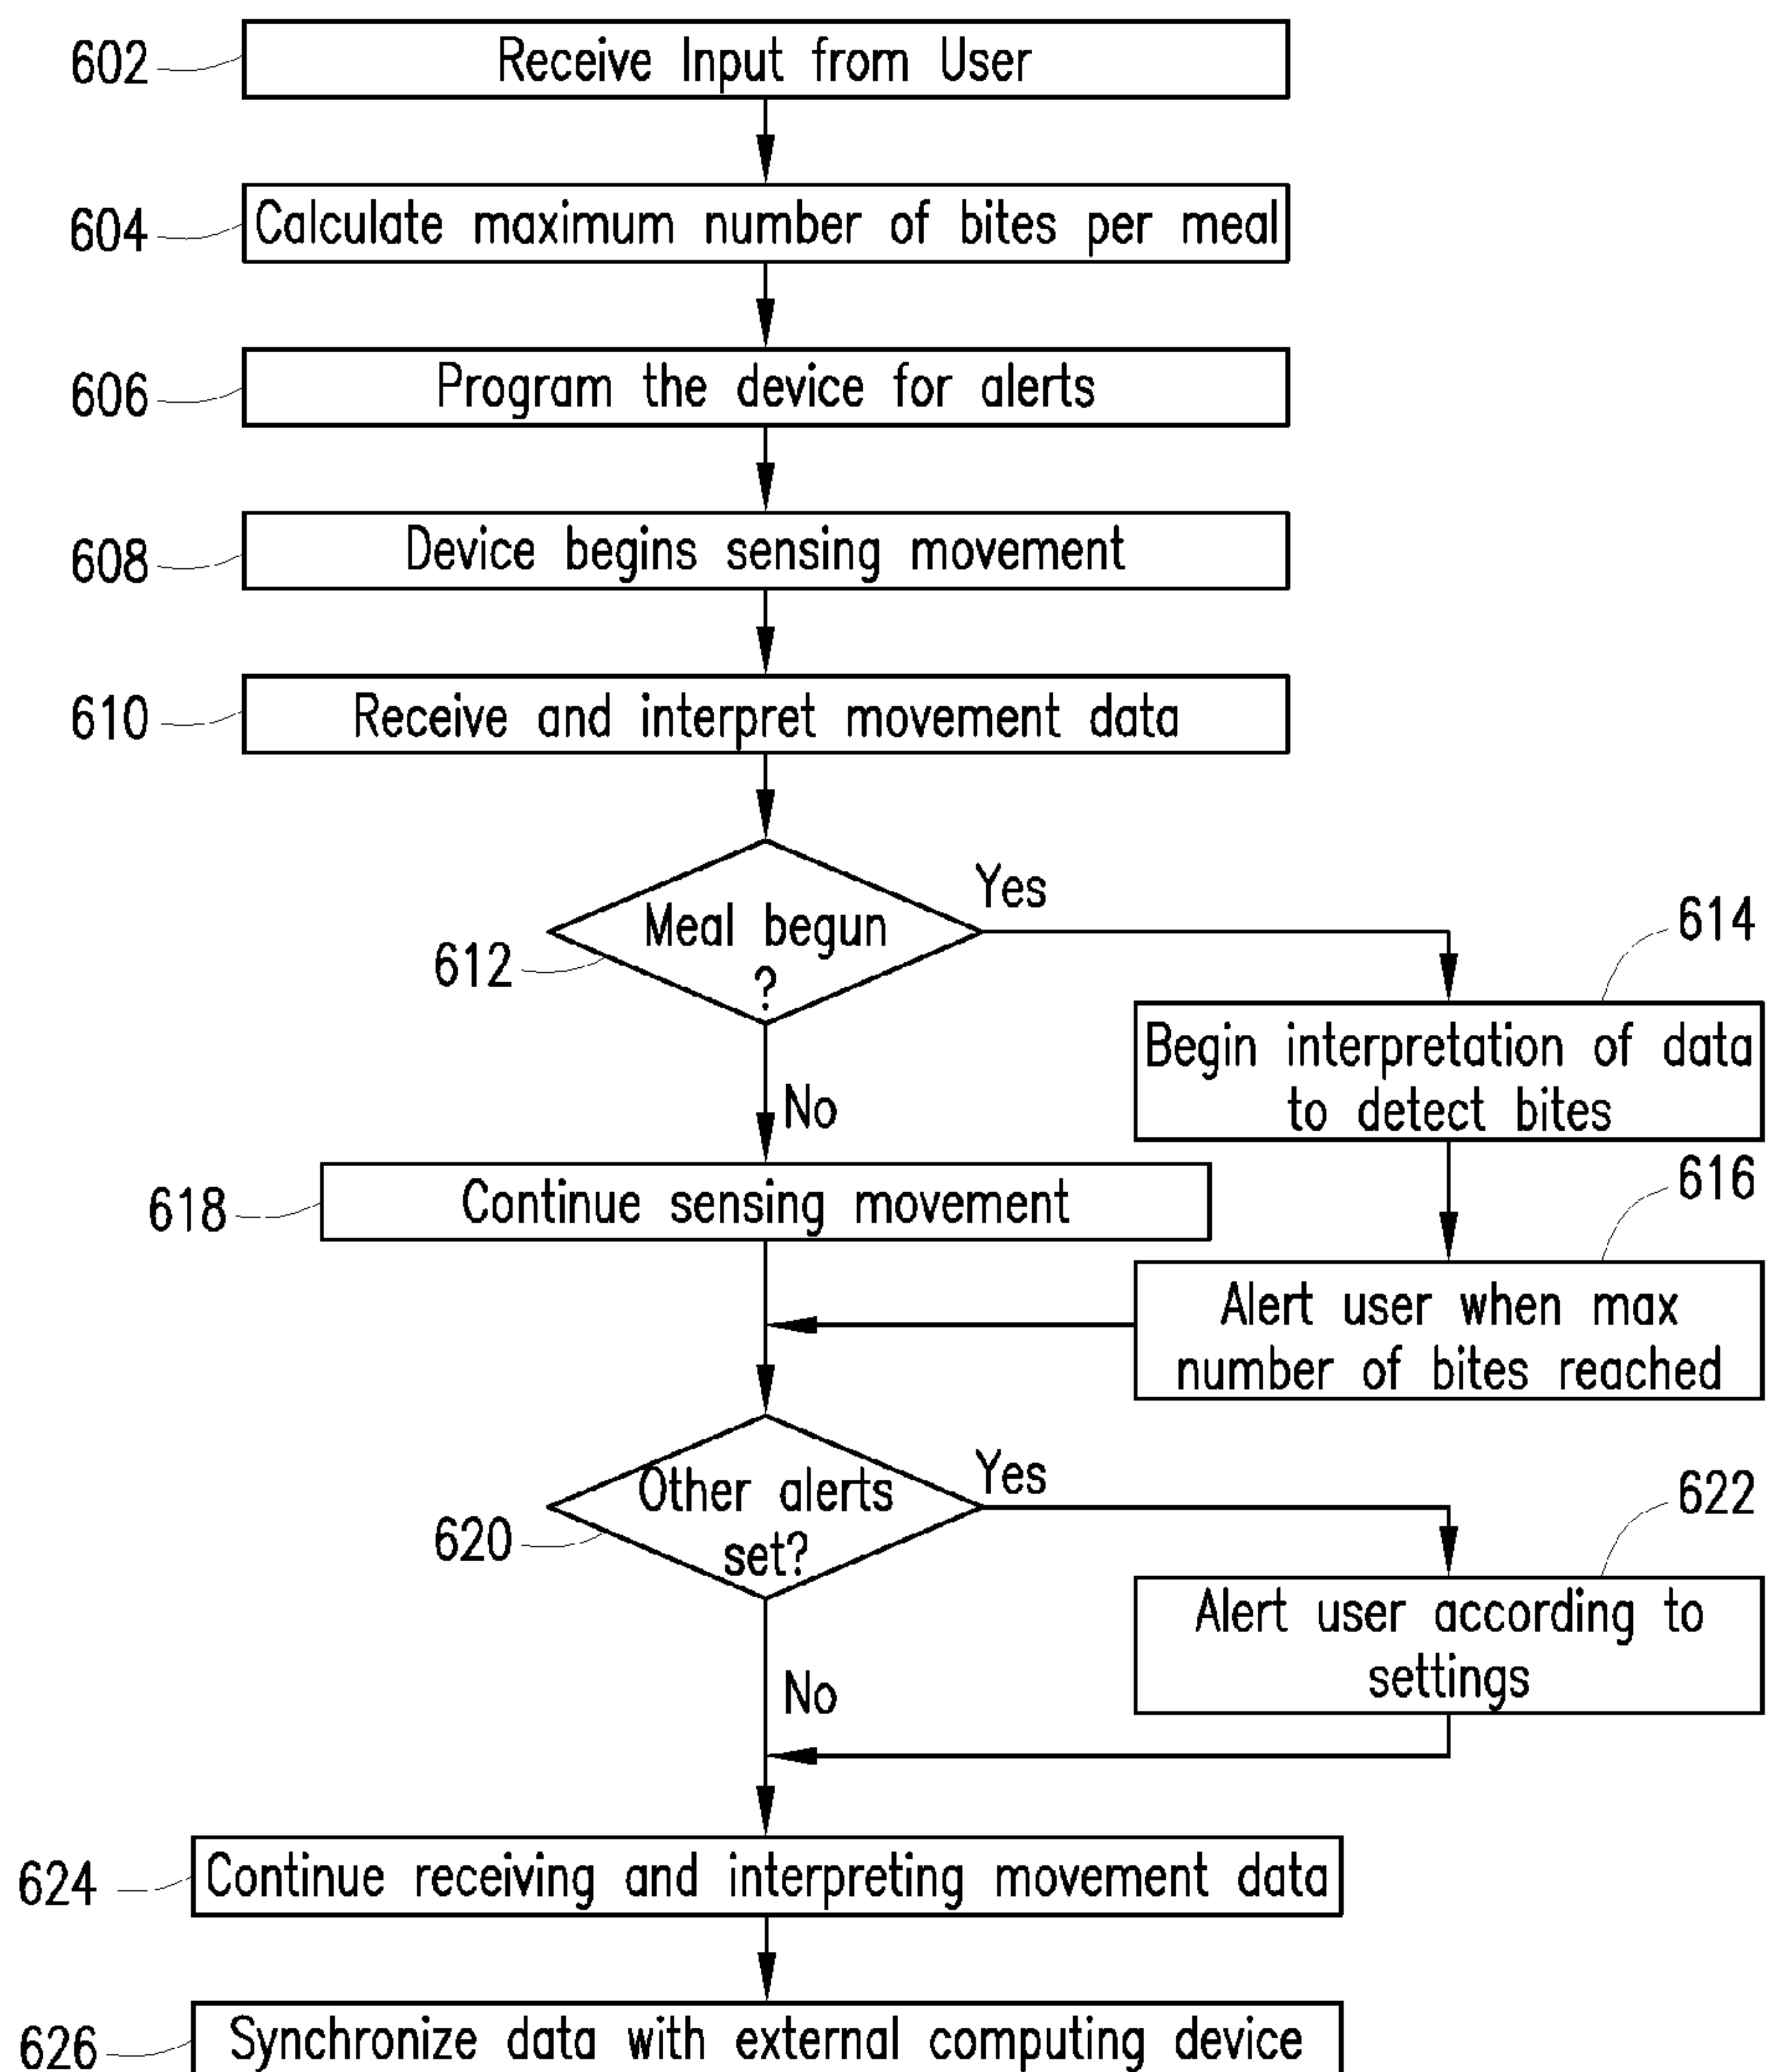 602 Receive Input from User
604 Calculate maximum number of bites per meal
606 Program the device for alerts
608 Device begins sensing movement
610 Receive and interpret movement data
Yes
612 Meal begun
?
614
Begin interpretation of data
to detect bites
No
618 Continue sensing movement
616
Alert user when max
number of bites reached
Yes
620 Other alerts
set?
622
Alert user according to
settings
No
624 Continue receiving and interpreting movement data
626 Synchronize data with external computing device